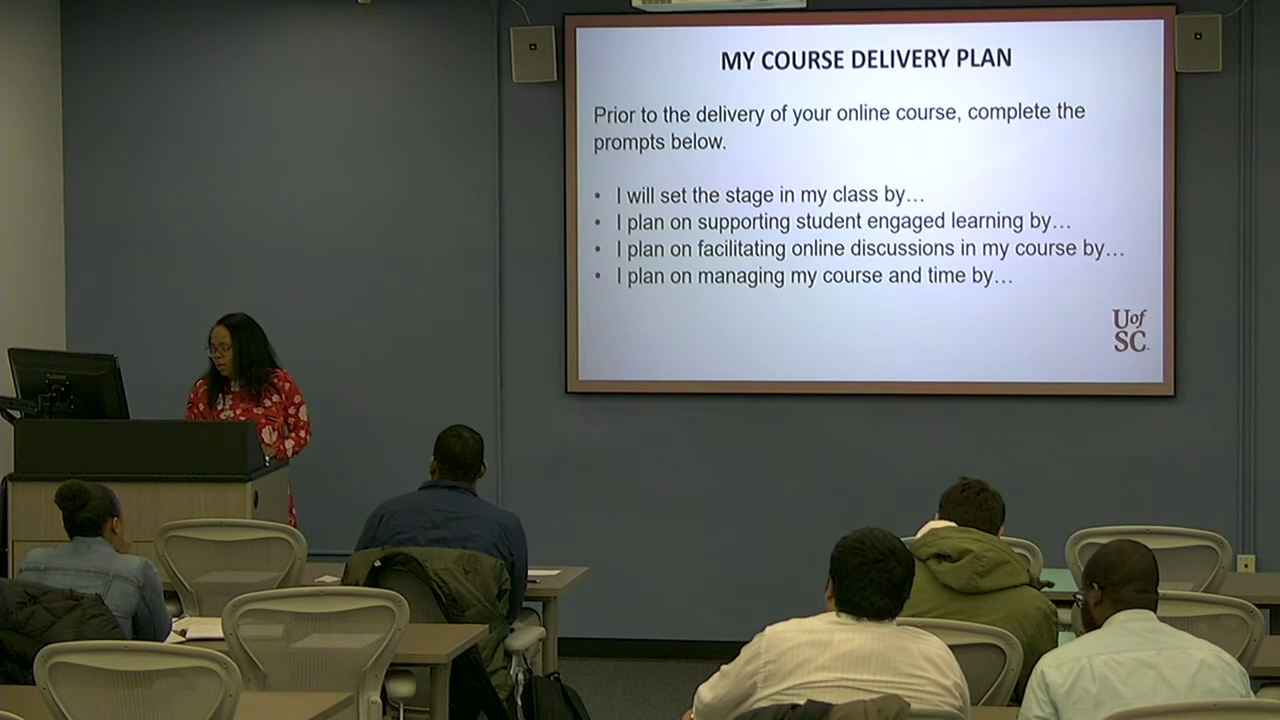 MY COURSE DELIVERY PLAN
Prior to the delivery of your online course, complete the
prompts below.
• I will set the stage in my class by…
• I plan on supporting student engaged learning by…
• I plan on facilitating online discussions in my course by…
• I plan on managing my course and time by…
UofSC